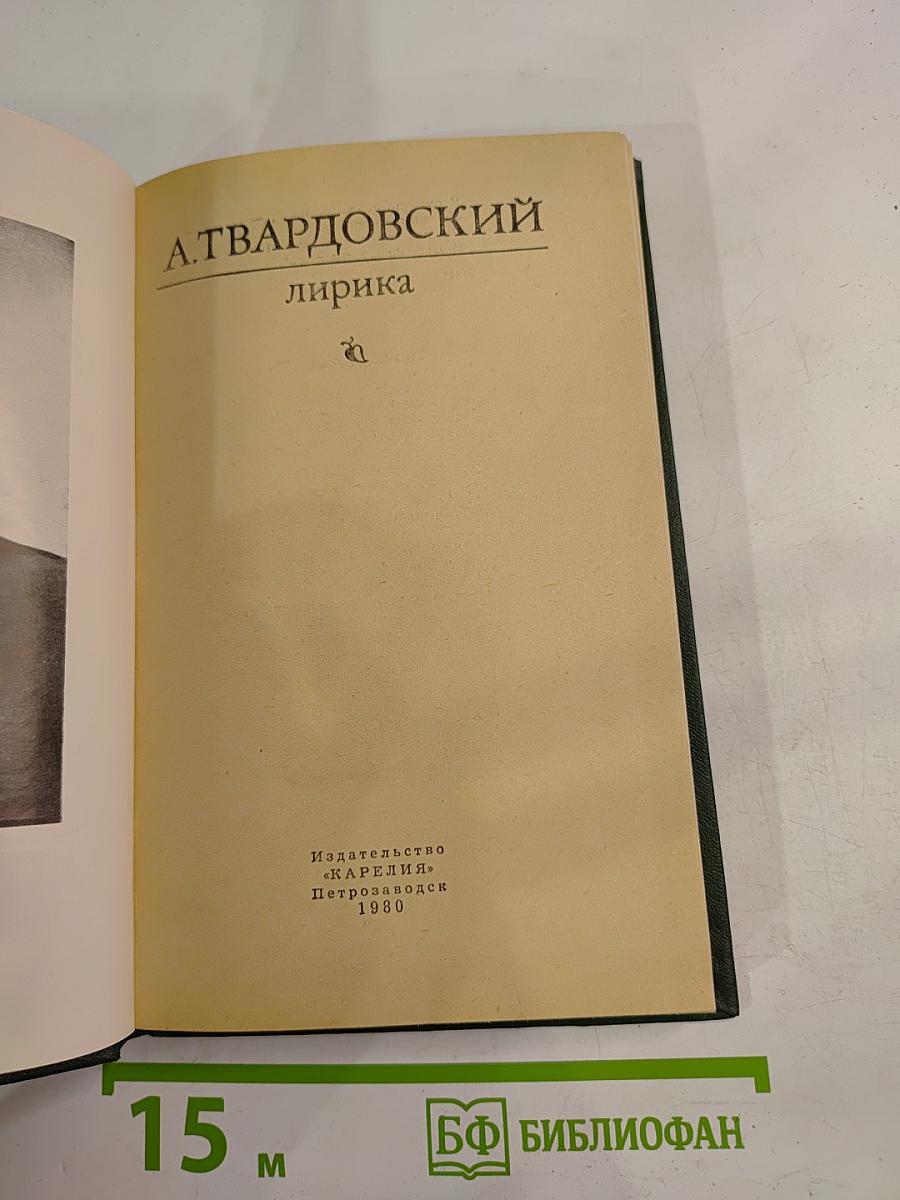 А.ТВАРДОВСКИЙ
лирика
Издательство
«КАРЕЛИЯ»
Петрозаводск
1980
15 м
БФ БИБЛИОФАН